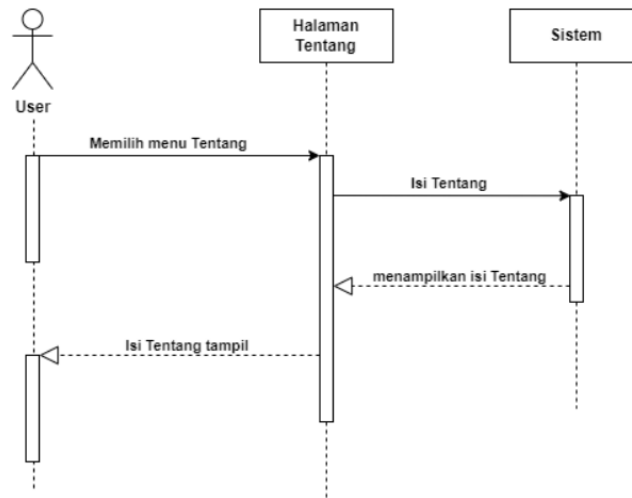 Halaman
Tentang
Sistem
User
Memilih menu Tentang
Isi Tentang
menampilkan isi Tentang
Isi Tentang tampil